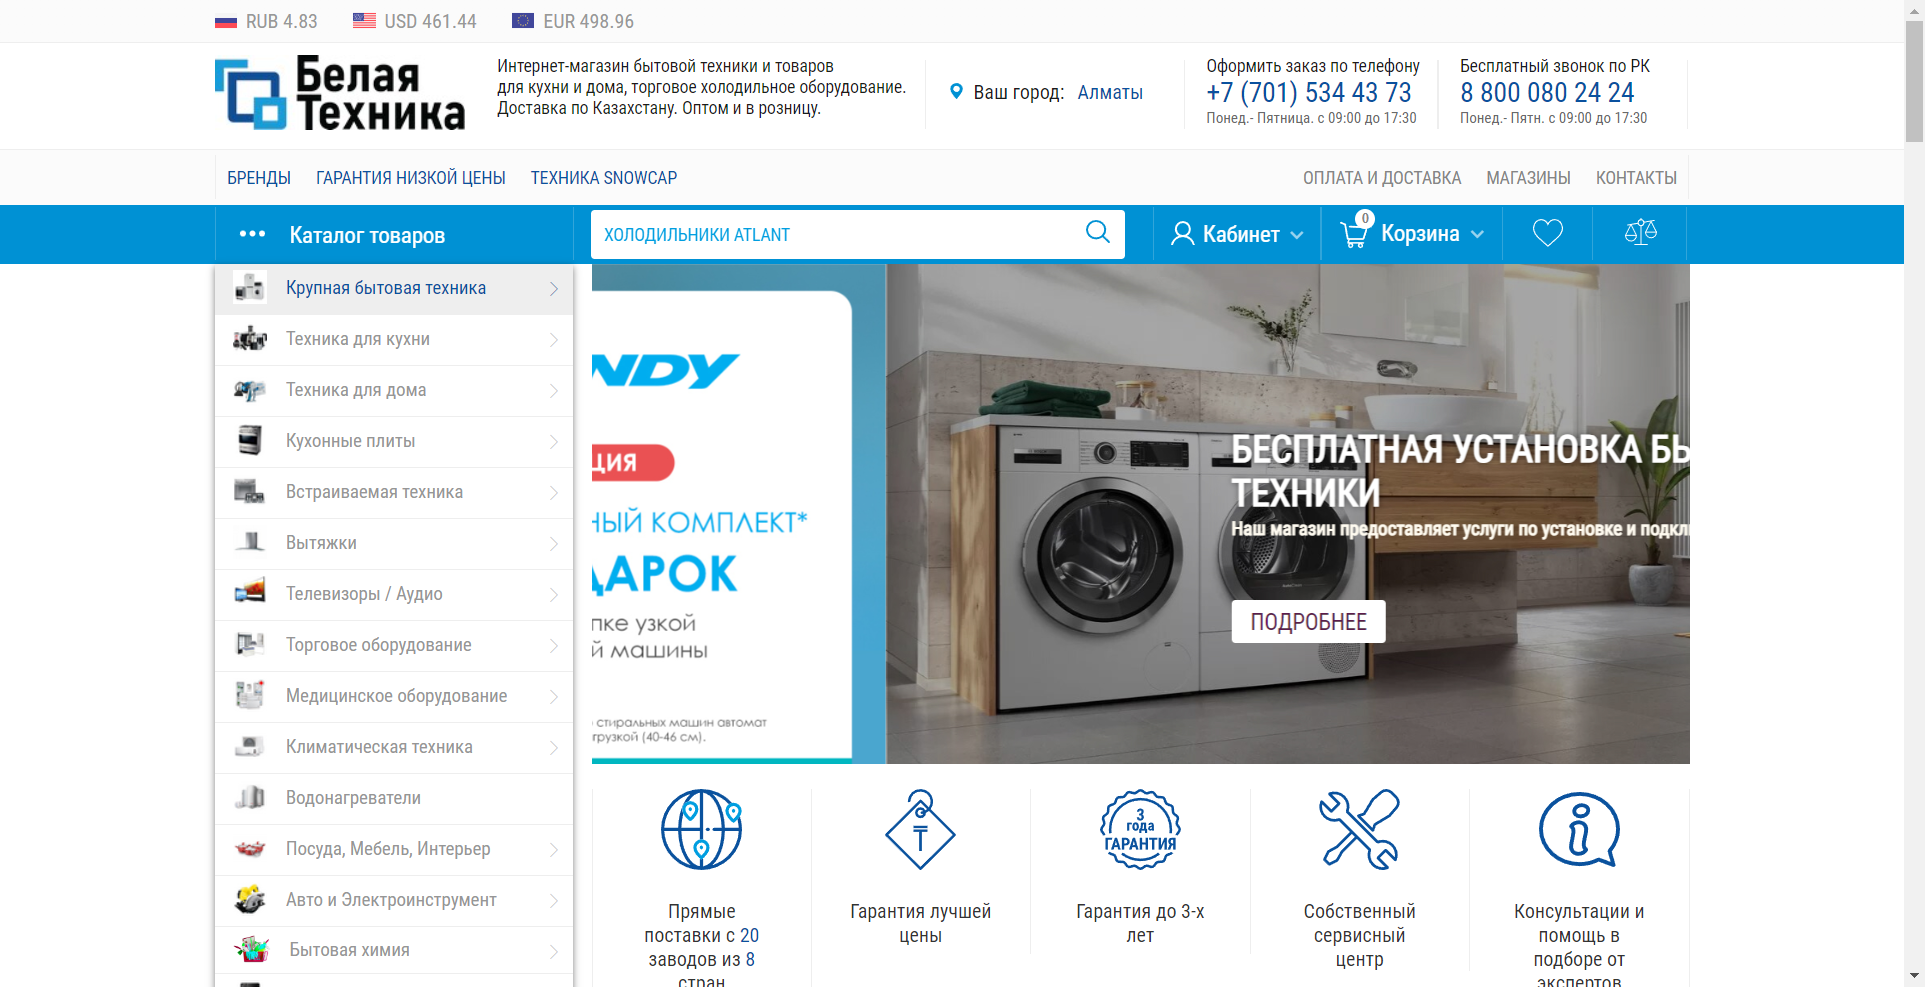 RUB 4.83
USD 461.44
EUR 498.96
Белая
Техника
Интернет-магазин бытовой техники и товаров
для кухни и дома, торговое холодильное оборудование.
Доставка по Казахстану. Оптом и в розницу.
Ваш город: Алматы
Оформить заказ по телефону
+7 (701) 534 43 73
Понед.- Пятница. с 09:00 до 17:30
Бесплатный звонок по РК
8 800 080 24 24
Понед.- Пятн. с 09:00 до 17:30
БРЕНДЫ
ГАРАНТИЯ НИЗКОЙ ЦЕНЫ
ТЕХНИКА SNOWCAP
ОПЛАТА И ДОСТАВКА
МАГАЗИНЫ
КОНТАКТЫ
Каталог товаров
ХОЛОДИЛЬНИКИ ATLANT
Кабинет
0
Корзина
Крупная бытовая техника
Техника для кухни
Техника для дома
Кухонные плиты
Встраиваемая техника
Вытяжки
Телевизоры / Аудио
Торговое оборудование
Медицинское оборудование
Климатическая техника
Водонагреватели
Посуда, Мебель, Интерьер
Авто и Электроинструмент
Бытовая химия
NDY
ЦИЯ
НЫЙ КОМПЛЕКТ*
ДАРОК
пке узкой
й машины
стиральных машин автомат
грузкой (40-46 см).
БЕСПЛАТНАЯ УСТАНОВКА БЫ
ТЕХНИКИ
Наш магазин предоставляет услуги по установке и подкл
ПОДРОБНЕЕ
Прямые
поставки с 20
заводов из 8
стран
₸
Гарантия лучшей
цены
3
года
ГАРАНТИЯ
Гарантия до 3-х
лет
Собственный
сервисный
центр
Консультации и
помощь в
подборе от
экспертов